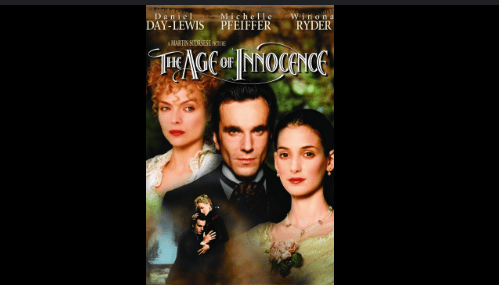 Daniel Michelle Winona
DAY-LEWIS PFEIFFER RYDER
A MARTIN SCORSESE PICTURE
THE AGE OF INNOCENCE